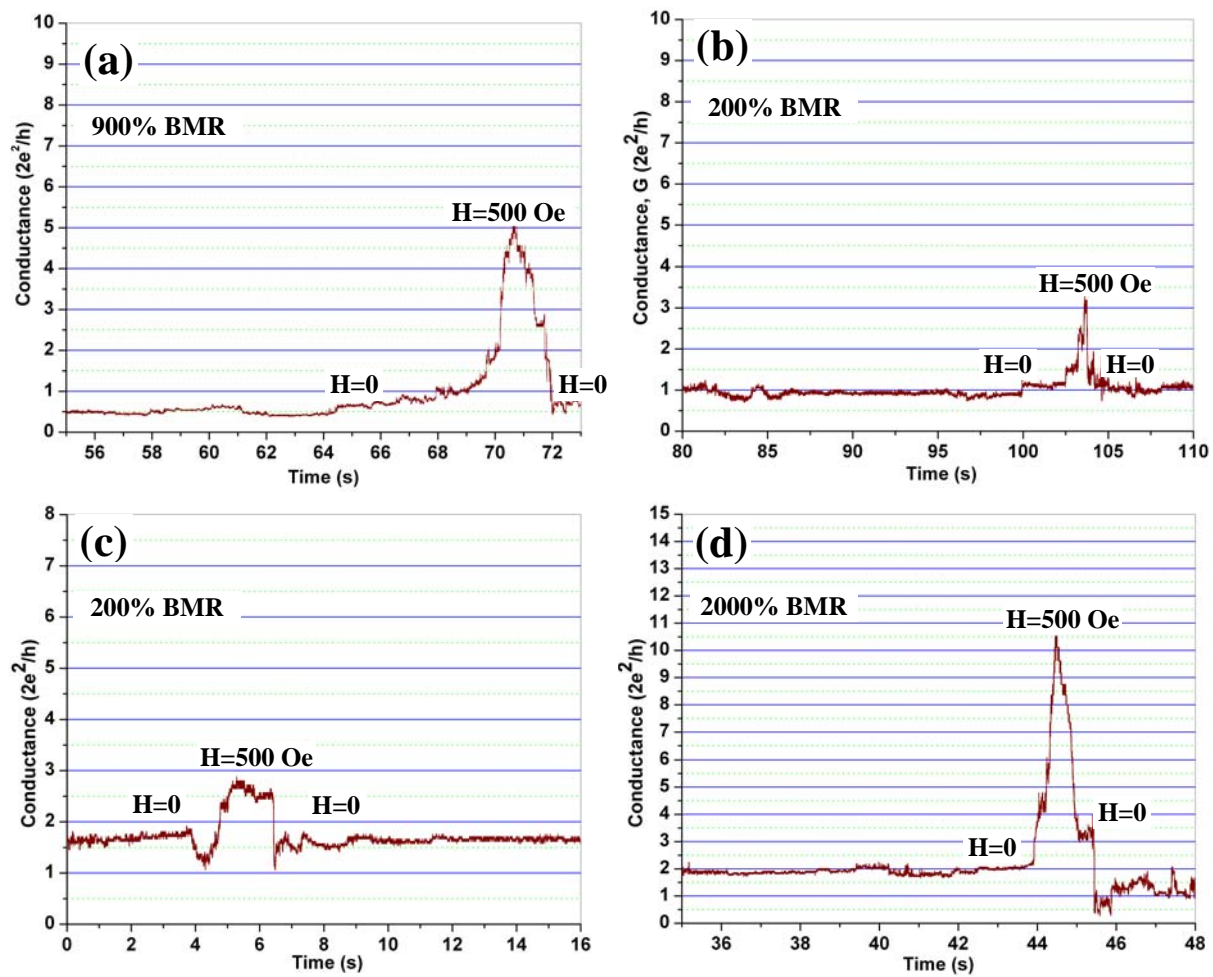 (a)
900% BMR
H=500 Oe
H=0
H=0
Conductance (2e²/h)
10
9
8
7
6
5
4
3
2
1
0
56 58 60 62 64 66 68 70 72
Time (s)
(b)
200% BMR
H=500 Oe
H=0
H=0
Conductance, G (2e²/h)
10
9
8
7
6
5
4
3
2
1
0
80 85 90 95 100 105 110
Time (s)
(c)
200% BMR
H=500 Oe
H=0
H=0
Conductance (2e²/h)
8
7
6
5
4
3
2
1
0
0 2 4 6 8 10 12 14 16
Time (s)
(d)
2000% BMR
H=500 Oe
H=0
H=0
Conductance (2e²/h)
15
14
13
12
11
10
9
8
7
6
5
4
3
2
1
0
36 38 40 42 44 46 48
Time (s)